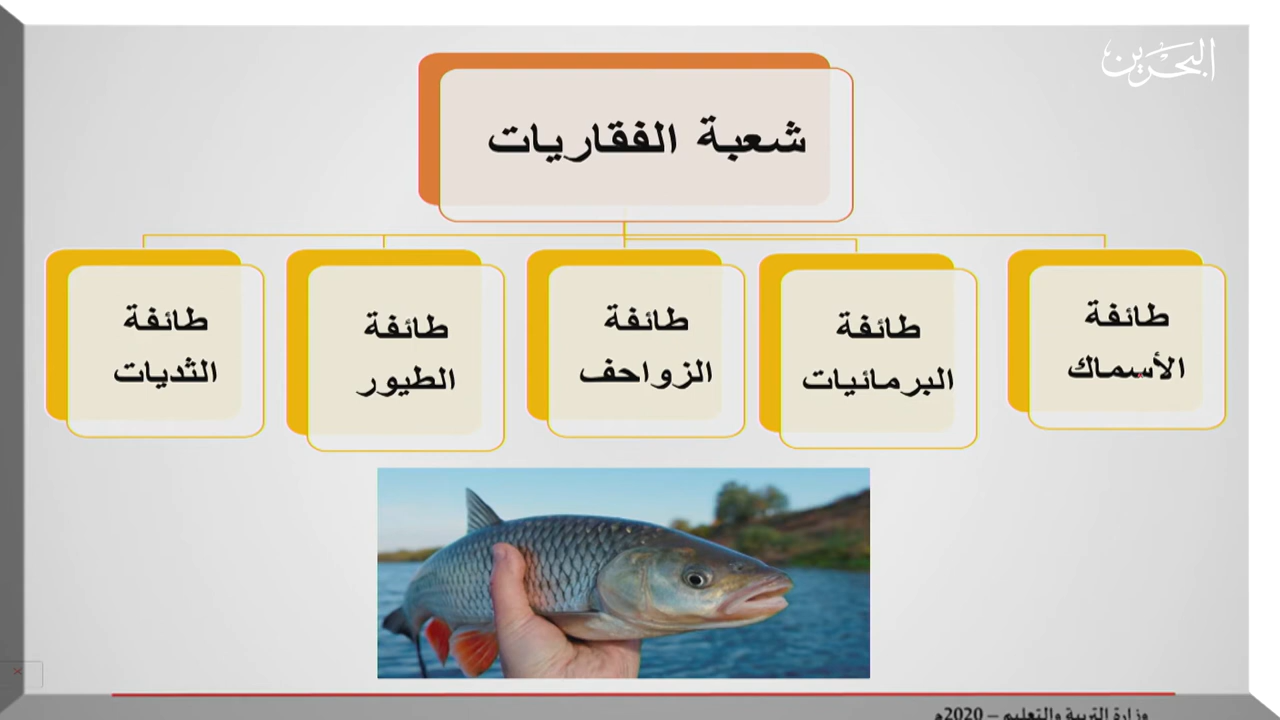 البحرين
شعبة الفقاريات
طائفة
الأسماك
طائفة
البرمائيات
طائفة
الزواحف
طائفة
الطيور
طائفة
الثديات
وزارة التربية والتعليم – 2020م